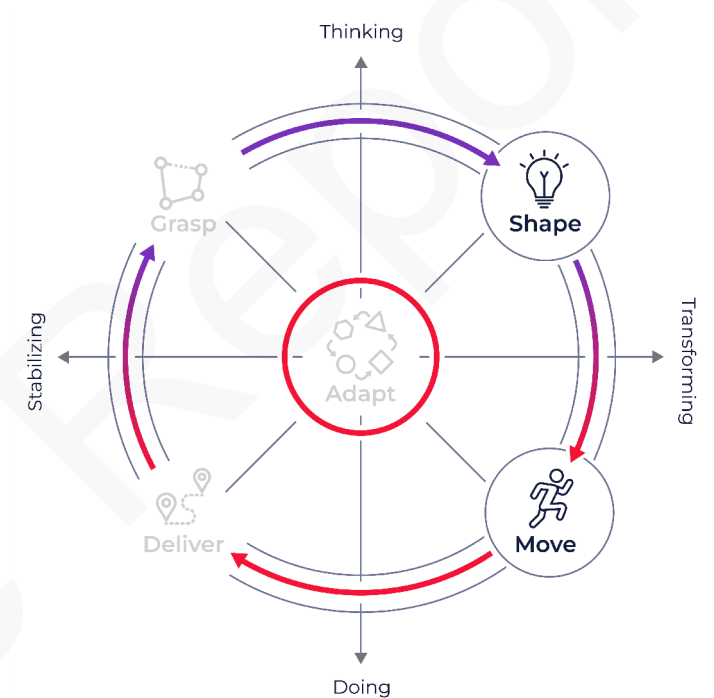 Thinking
Shape
Grasp
Stabilizing
Adapt
Transforming
Deliver
Move
Doing